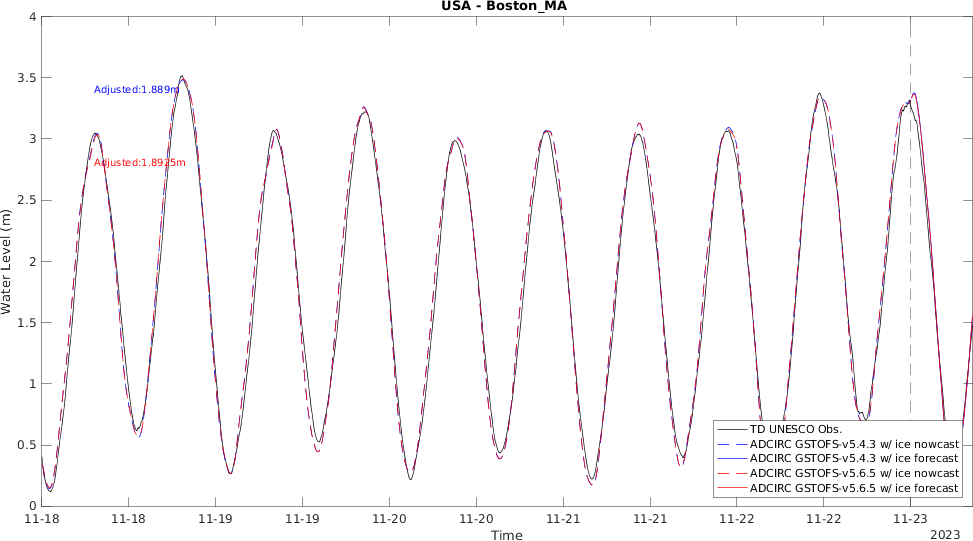 USA - Boston_MA
4
3.5
3
2.5
2
1.5
1
0.5
0
Water Level (m)
Adjusted:1.889m
Adjusted:1.8925m
TD UNESCO Obs.
ADCIRC GSTOFS-v5.4.3 w/ ice nowcast
ADCIRC GSTOFS-v5.4.3 w/ ice forecast
ADCIRC GSTOFS-v5.6.5 w/ ice nowcast
ADCIRC GSTOFS-v5.6.5 w/ ice forecast
11-18 11-18 11-19 11-19 11-20 11-20 11-21 11-21 11-22 11-22 11-23
Time
2023